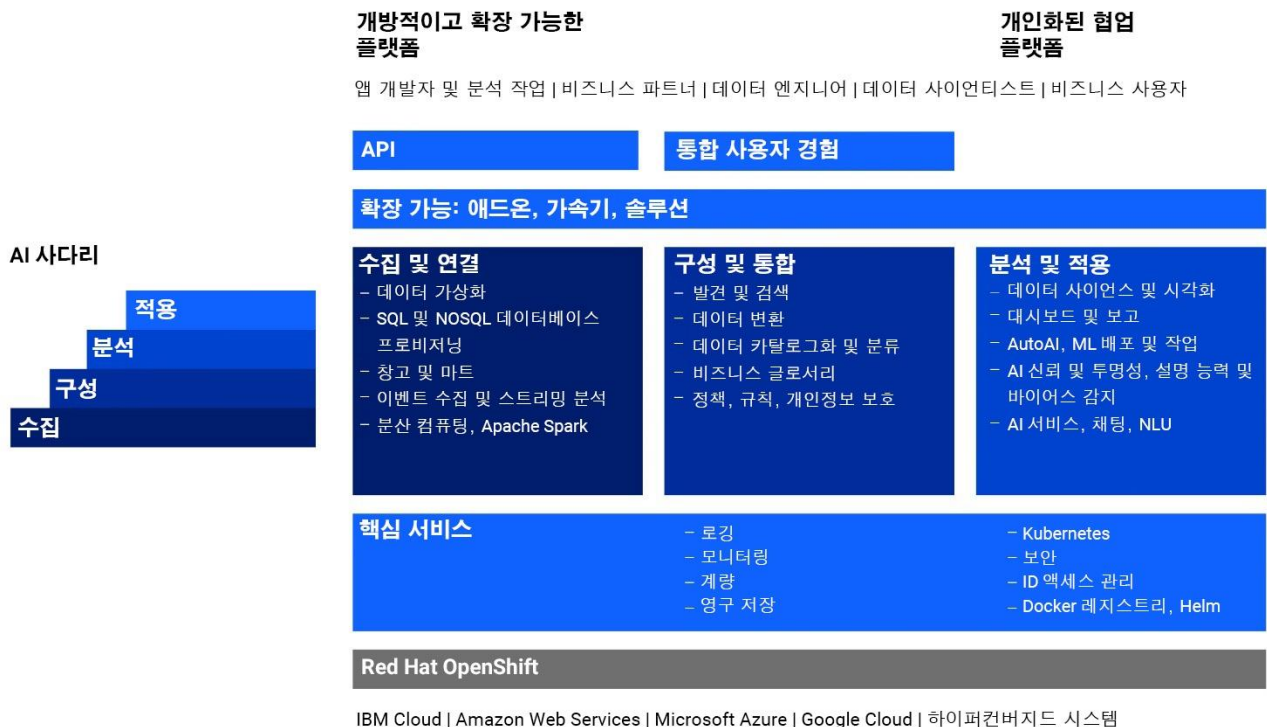 개방적이고 확장 가능한
플랫폼
개인화된 협업
플랫폼
앱 개발자 및 분석 작업 | 비즈니스 파트너 | 데이터 엔지니어 | 데이터 사이언티스트 | 비즈니스 사용자
API
통합 사용자 경험
확장 가능: 애드온, 가속기, 솔루션
AI 사다리
적용
분석
구성
수집
수집 및 연결
– 데이터 가상화
– SQL 및 NOSQL 데이터베이스
프로비저닝
– 창고 및 마트
– 이벤트 수집 및 스트리밍 분석
– 분산 컴퓨팅, Apache Spark
구성 및 통합
– 발견 및 검색
– 데이터 변환
– 데이터 카탈로그화 및 분류
– 비즈니스 글로서리
– 정책, 규칙, 개인정보 보호
분석 및 적용
– 데이터 사이언스 및 시각화
– 대시보드 및 보고
– AutoAI, ML 배포 및 작업
– AI 신뢰 및 투명성, 설명 능력 및
바이어스 감지
– AI 서비스, 채팅, NLU
핵심 서비스
– 로깅
– 모니터링
– 계량
– 영구 저장
– Kubernetes
– 보안
– ID 액세스 관리
– Docker 레지스트리, Helm
Red Hat OpenShift
IBM Cloud | Amazon Web Services | Microsoft Azure | Google Cloud | 하이퍼컨버지드 시스템